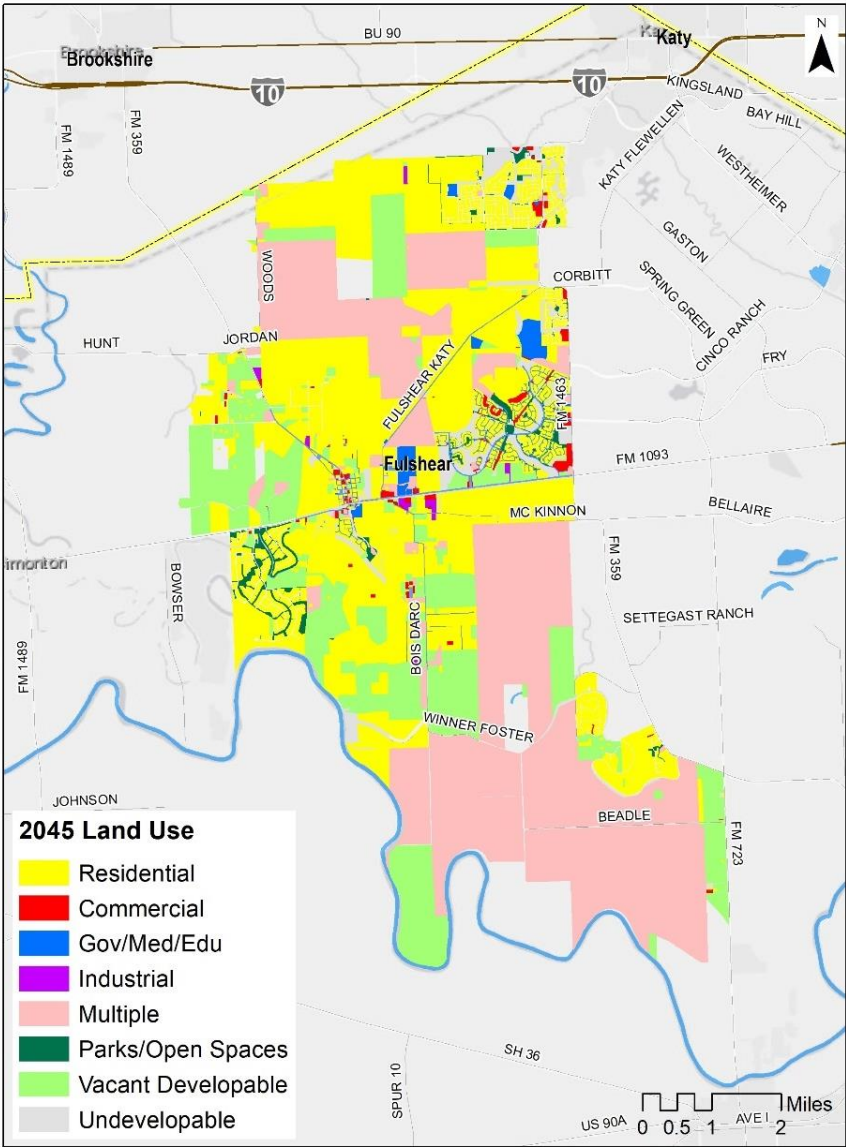 N
BU 90
Katy
Brookshire
Brookshire
10
10
KINGSLAND
BAY HILL
FM 1489
FM 359
KATY FLEWELLEN
WESTHEIMER
GASTON
WOODS
CORBITT
SPRING GREEN
CINCO RANCH
HUNT
JORDAN
FRY
FULSHEAR KATY
FM 1463
Fulshear
FM 1093
MC KINNON
BELLAIRE
BOWSER
FM 359
SETTEGAST RANCH
BOIS DARC
FM 1489
WINNER FOSTER
JOHNSON
BEADLE
FM 723
2045 Land Use
Residential
Commercial
Gov/Med/Edu
Industrial
Multiple
Parks/Open Spaces
Vacant Developable
Undevelopable
SH 36
SPUR 10
Miles
0 0.5 1 2
US 90A
AVE I